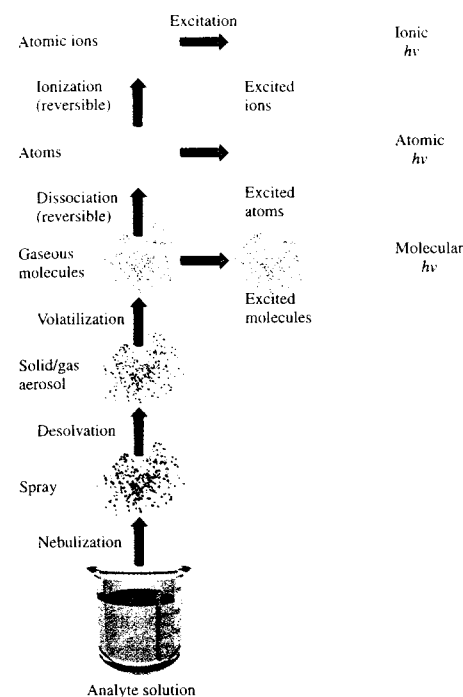 Excitation
Atomic ions
Ionic
hν
Ionization
(reversible)
Excited
ions
Atoms
Atomic
hν
Dissociation
(reversible)
Excited
atoms
Gaseous
molecules
Molecular
hν
Excited
molecules
Volatilization
Solid/gas
aerosol
Desolvation
Spray
Nebulization
Analyte solution